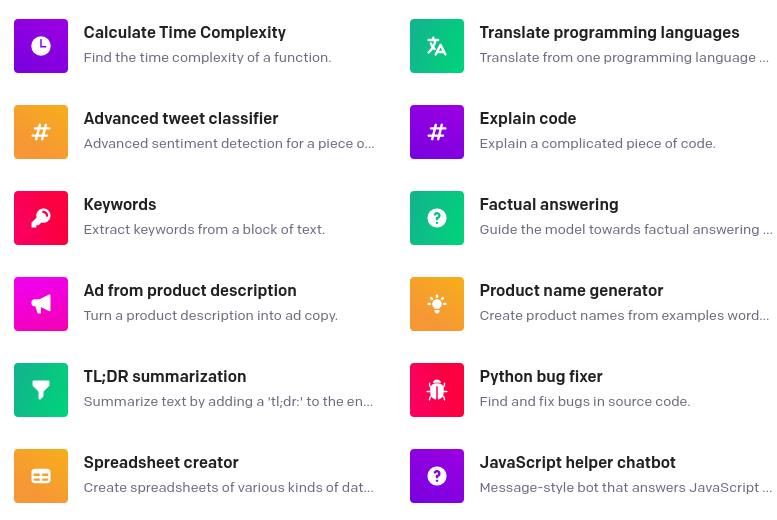 Calculate Time Complexity
Find the time complexity of a function.
Translate programming languages
Translate from one programming language ...
Advanced tweet classifier
Advanced sentiment detection for a piece o...
Explain code
Explain a complicated piece of code.
Keywords
Extract keywords from a block of text.
Factual answering
Guide the model towards factual answering ...
Ad from product description
Turn a product description into ad copy.
Product name generator
Create product names from examples word...
TL;DR summarization
Summarize text by adding a 'tl;dr:' to the en...
Python bug fixer
Find and fix bugs in source code.
Spreadsheet creator
Create spreadsheets of various kinds of dat...
JavaScript helper chatbot
Message-style bot that answers JavaScript ...